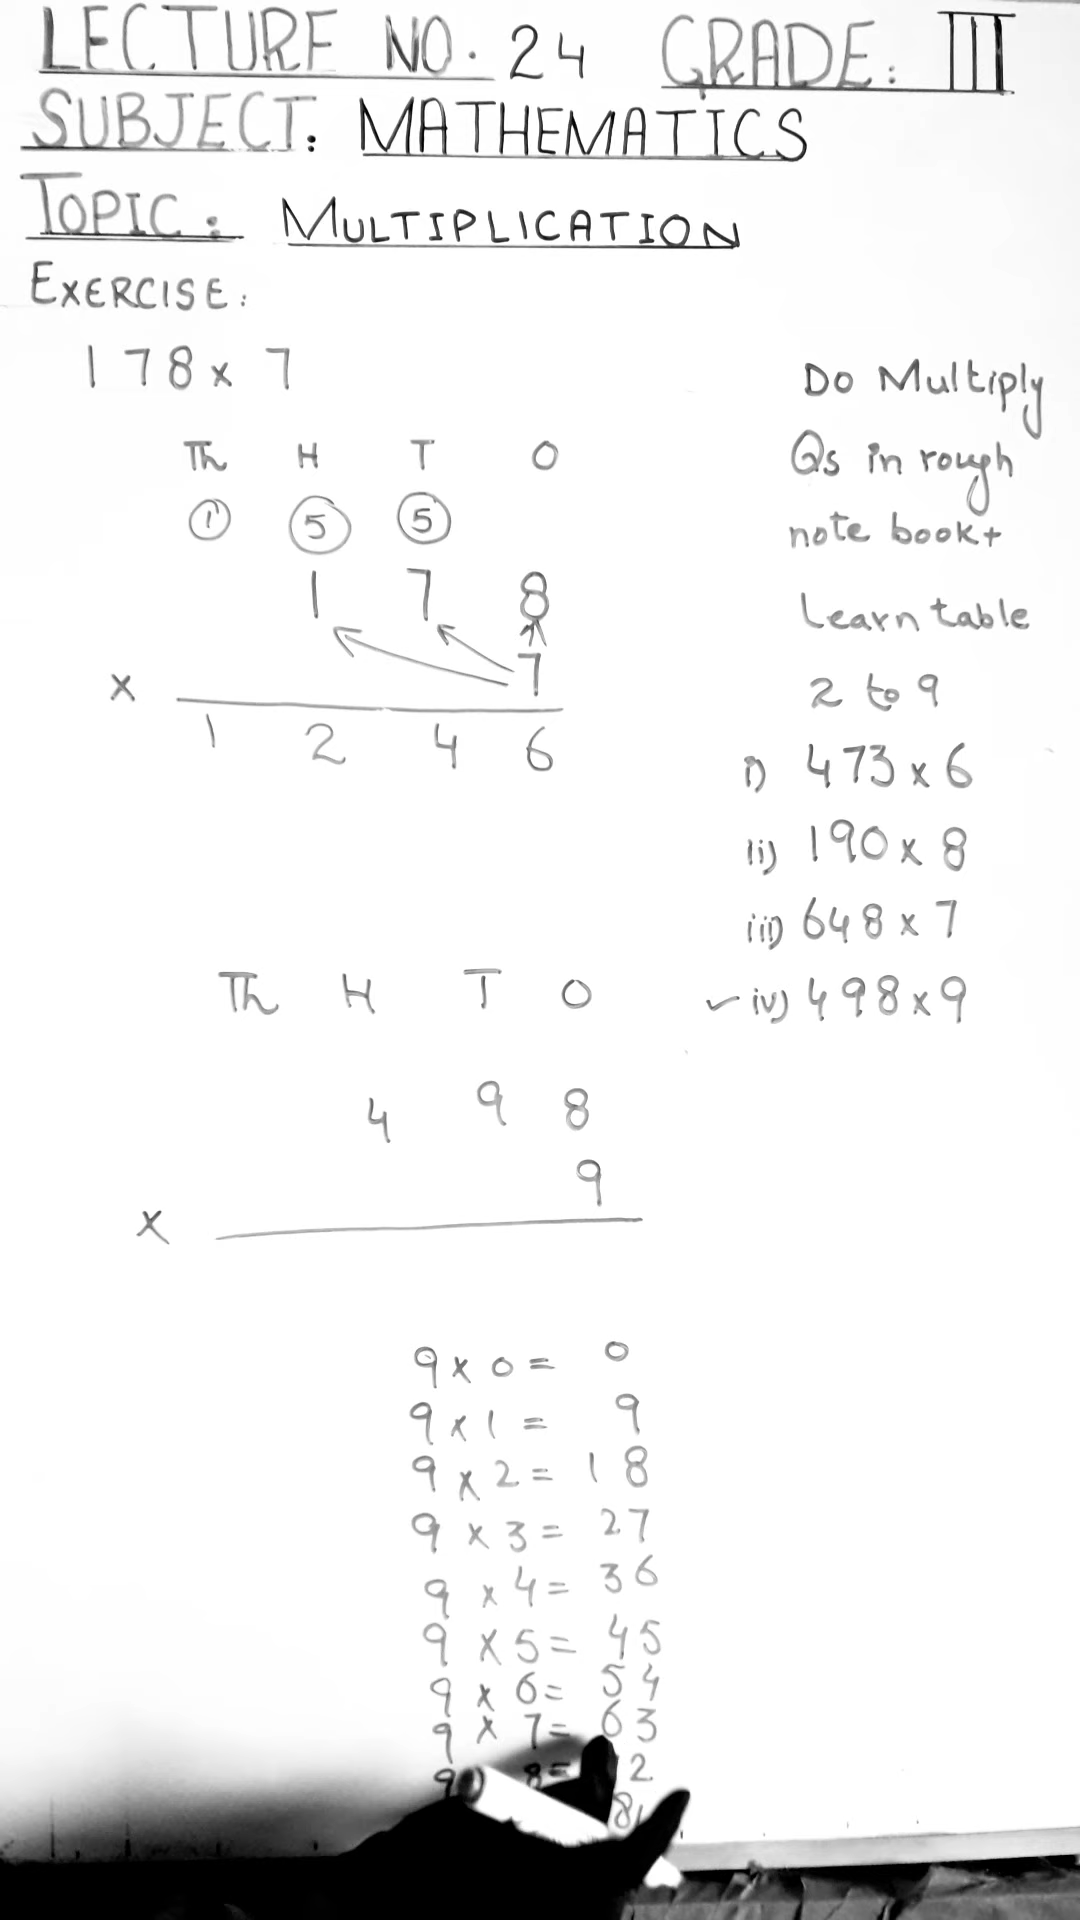 LECTURE NO. 24 GRADE: III
SUBJECT: MATHEMATICS
TOPIC: MULTIPLICATION
EXERCISE:
178 x 7
Th H T O
1 5 5
1 7 8
7
x
1 2 4 6
Do Multiply
Qs in rough
note book +
Learn table
2 to 9
i) 473 x 6
ii) 190 x 8
iii) 648 x 7
✓ iv) 498 x 9
Th H T O
4 9 8
9
x
9 x 0 = 0
9 x 1 = 9
9 x 2 = 18
9 x 3 = 27
9 x 4 = 36
9 x 5 = 45
9 x 6 = 54
9 x 7 = 63
9 8 = 2
8